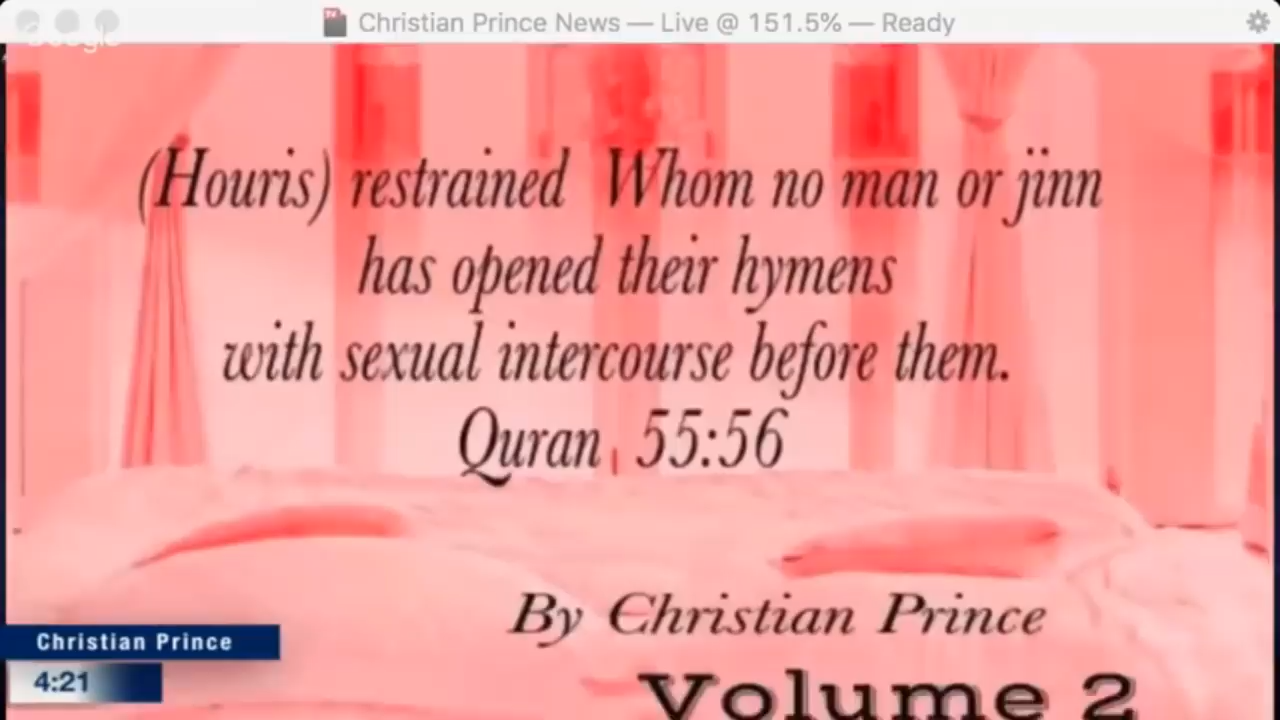 Christian Prince News — Live @ 151.5% — Ready
Google
(Houris) restrained Whom no man or jinn
has opened their hymens
with sexual intercourse before them.
Quran 55:56
By Christian Prince
Volume 2
Christian Prince
4:21